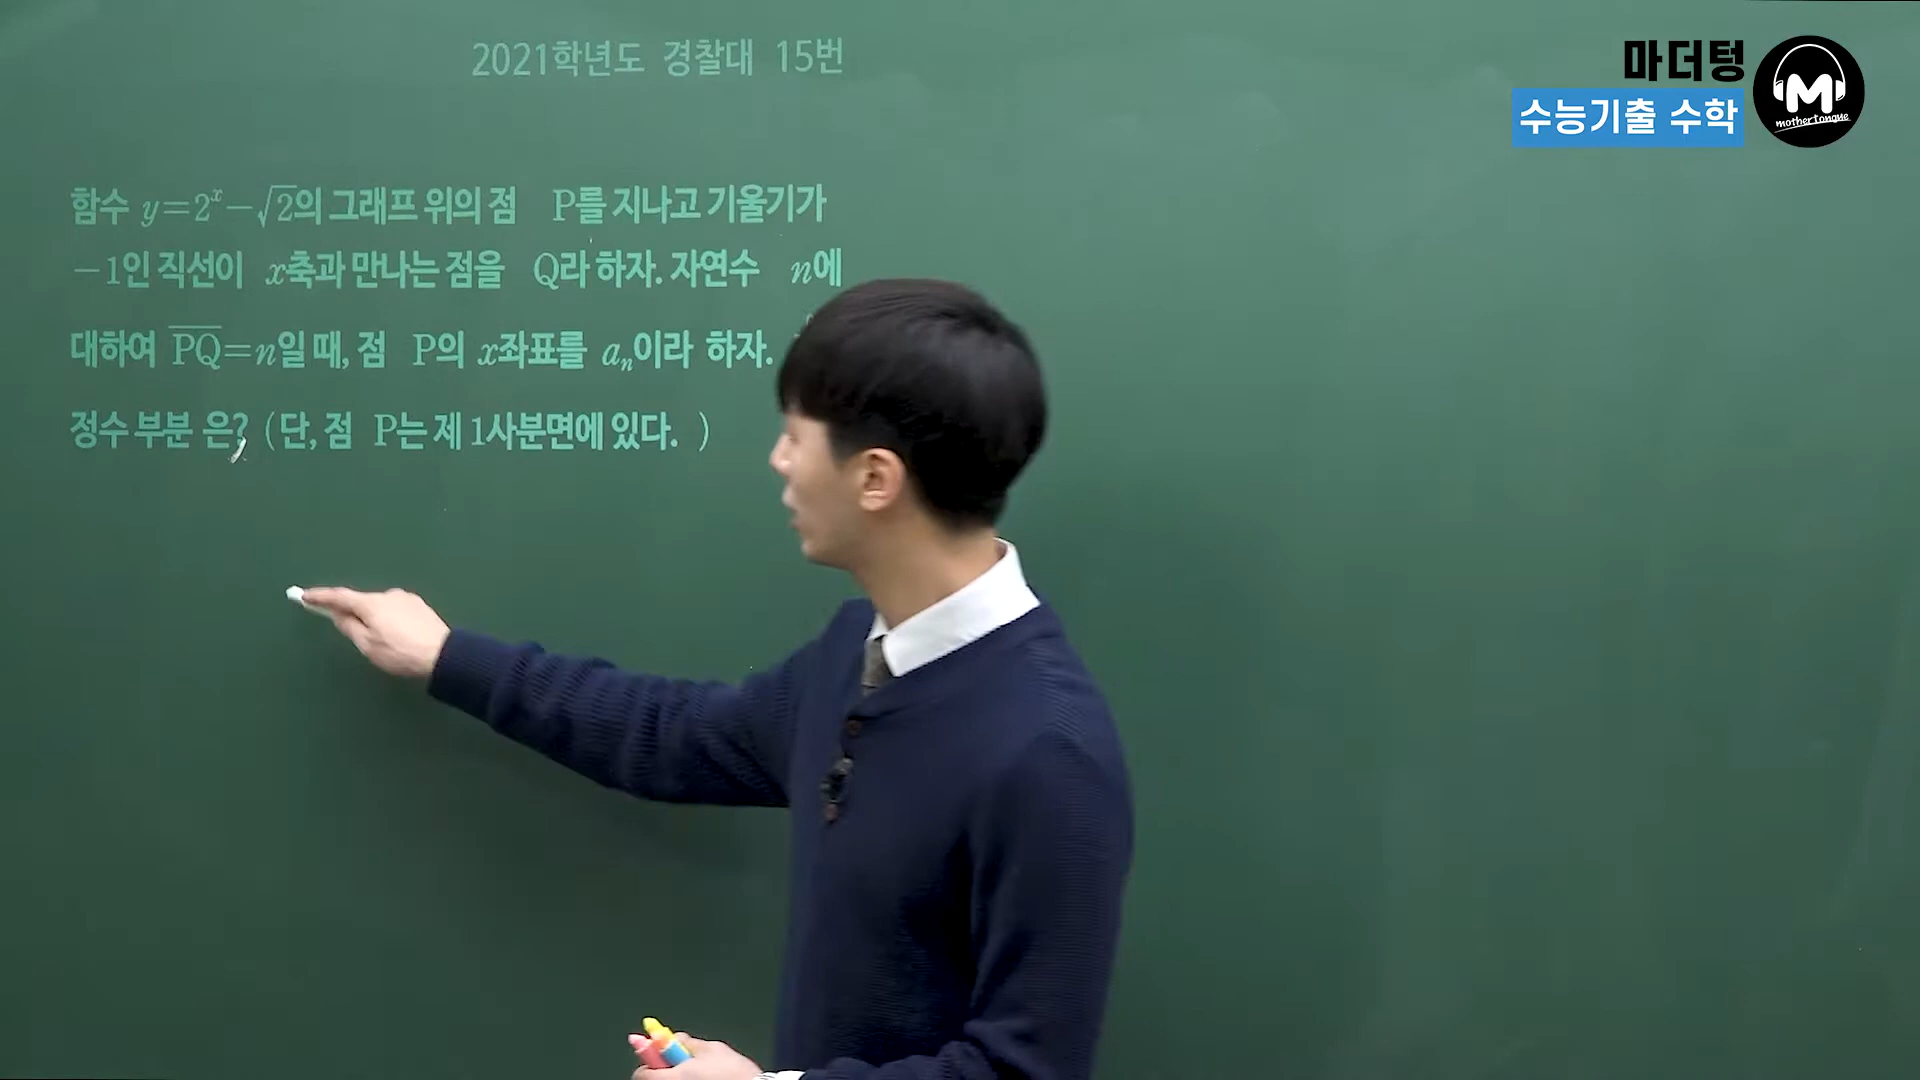 2021학년도 경찰대 15번
마더텅
수능기출 수학
M
mothertongue
함수 y=2^x-√2의 그래프 위의 점 P를 지나고 기울기가
-1인 직선이 x축과 만나는 점을 Q라 하자. 자연수 n에
대하여 \overline{PQ}=n일 때, 점 P의 x좌표를 a_n이라 하자.
정수 부분 은? (단, 점 P는 제 1사분면에 있다. )